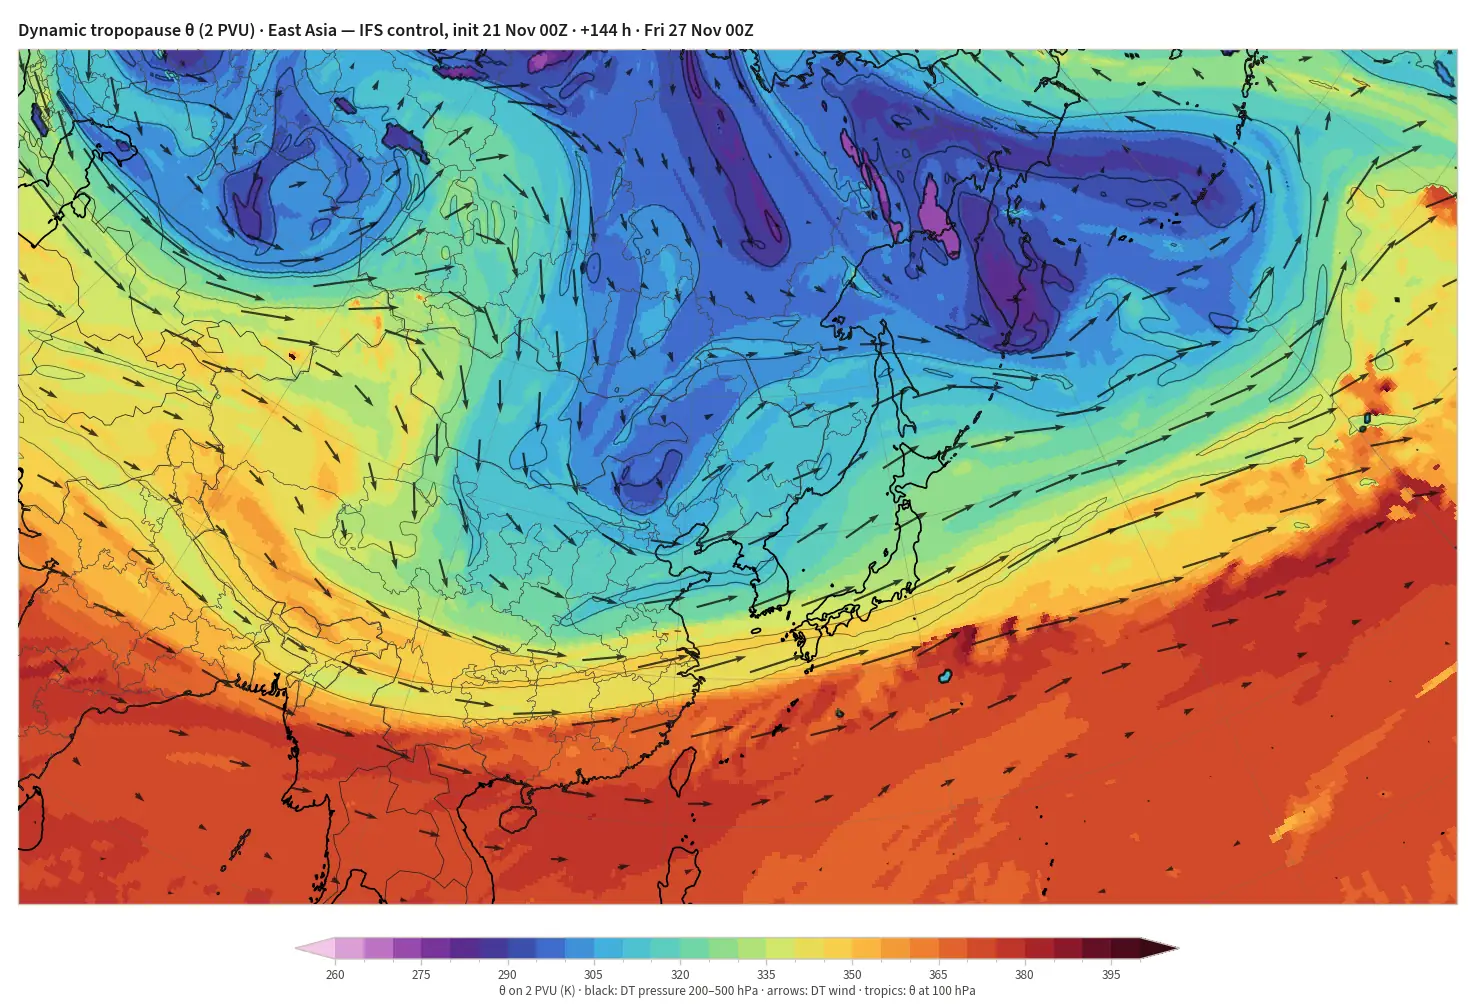 Dynamic tropopause θ (2 PVU) · East Asia — IFS control, init 21 Nov 00Z · +144 h · Fri 27 Nov 00Z
260 275 290 305 320 335 350 365 380 395
θ on 2 PVU (K) · black: DT pressure 200–500 hPa · arrows: DT wind · tropics: θ at 100 hPa